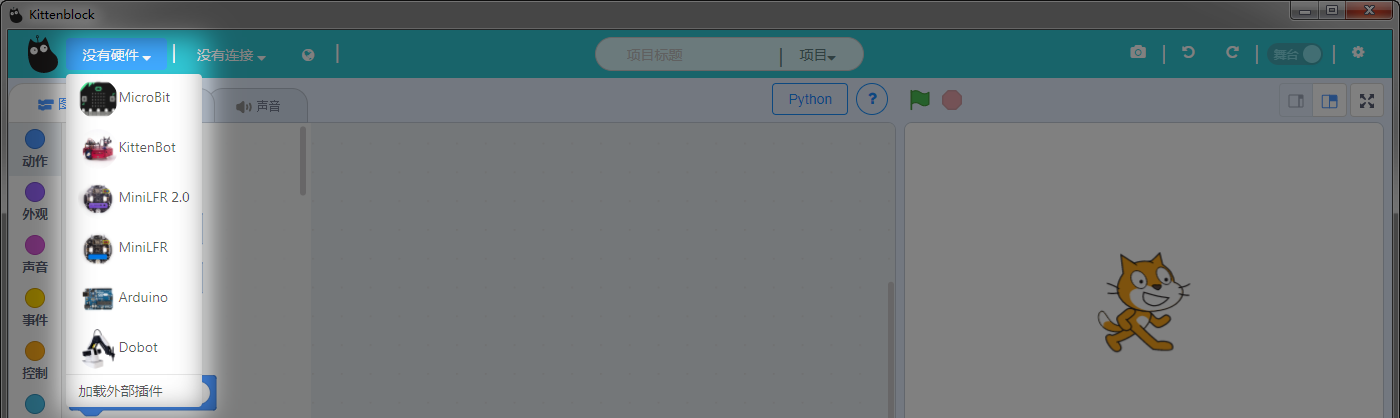 Kittenblock
没有硬件
没有连接
项目标题
项目
舞台
声音
Python
?
MicroBit
KittenBot
MiniLFR 2.0
MiniLFR
Arduino
Dobot
加载外部插件
动作
外观
声音
事件
控制